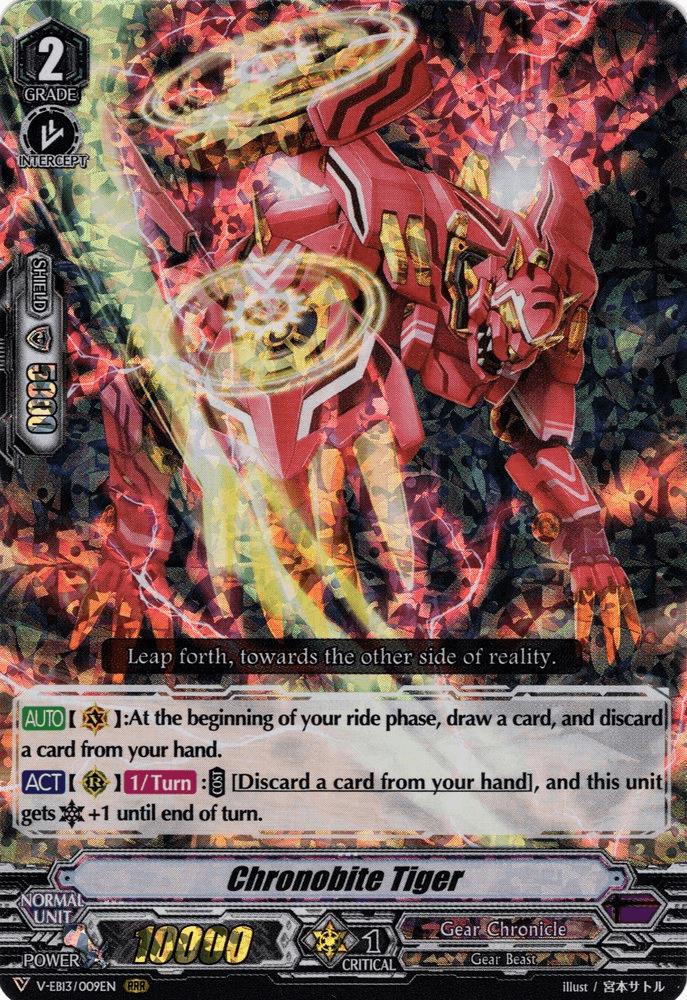 2
GRADE
INTERCEPT
SHIELD
5000
Leap forth, towards the other side of reality.
AUTO【 V 】:At the beginning of your ride phase, draw a card, and discard
a card from your hand.
ACT【 R 】1/Turn :COST [Discard a card from your hand], and this unit
gets +1 until end of turn.
Chronobite Tiger
NORMAL
UNIT
POWER
10000
1
CRITICAL
Gear Chronicle
Gear Beast
V-EB13/009EN RRR
illust / 宮本サトル